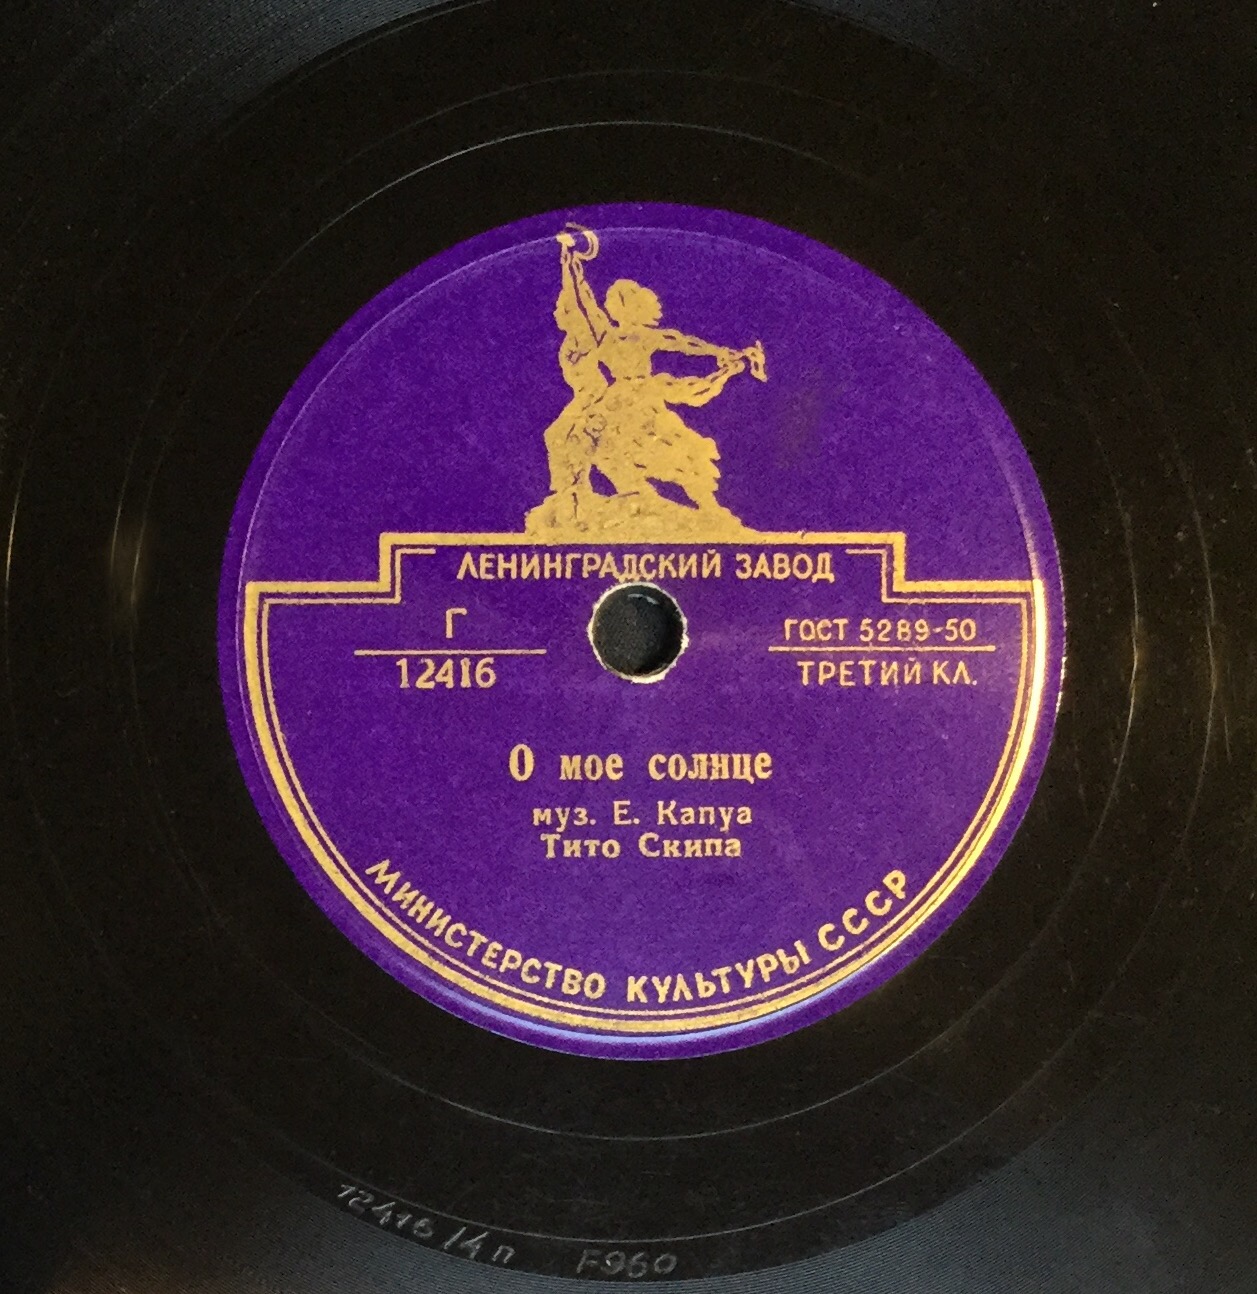 ЛЕНИНГРАДСКИЙ ЗАВОД
Г
12416
ГОСТ 5289-50
ТРЕТИЙ КЛ.
О мое солнце
муз. Е. Капуа
Тито Скипа
МИНИСТЕРСТВО КУЛЬТУРЫ СССР
12416 /4п F960